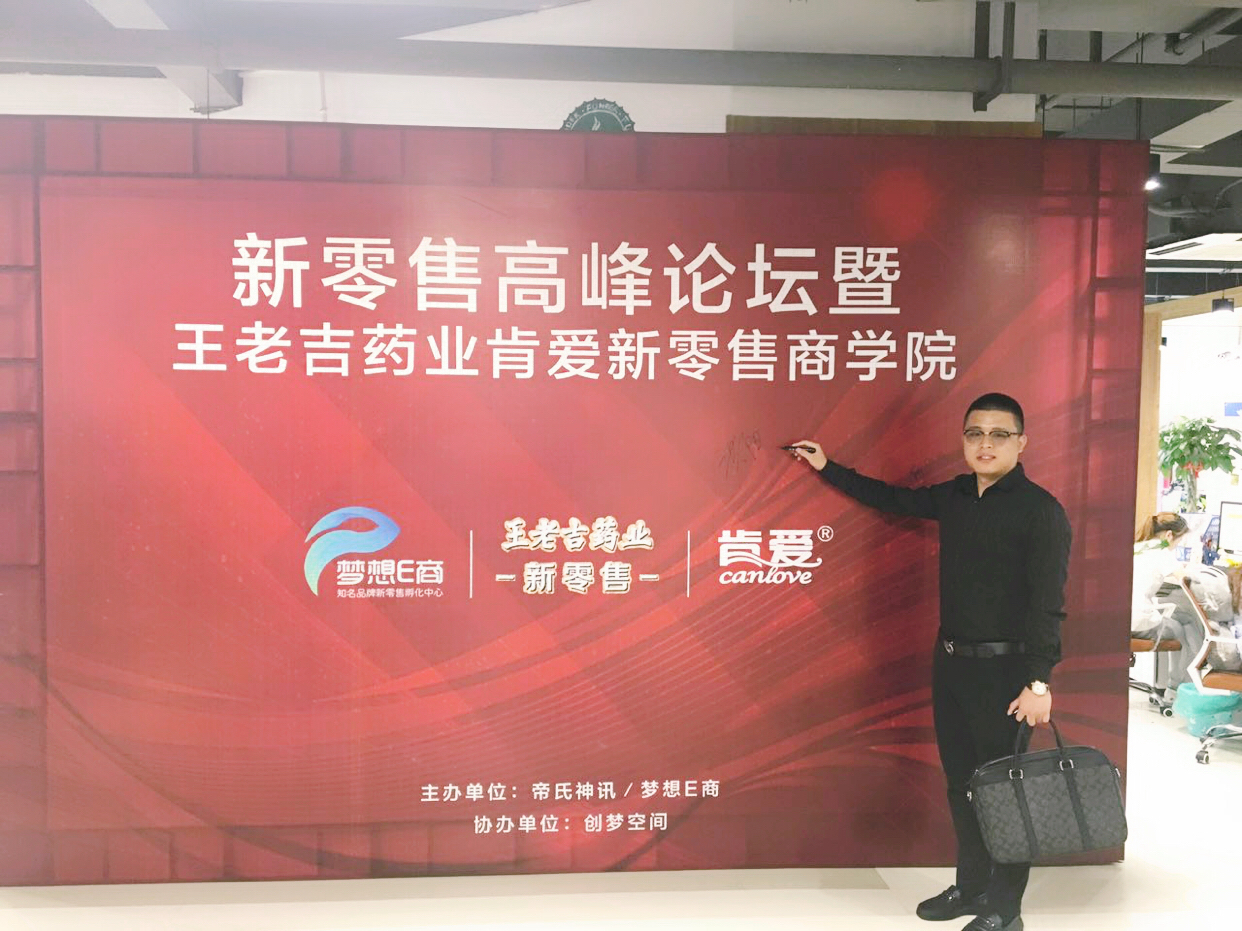 新零售高峰论坛暨
王老吉药业肯爱新零售商学院
梦想E商
知名品牌新零售孵化中心
王老吉药业
新零售
肯爱®
canlove
主办单位：帝氏神讯 / 梦想E商
协办单位：创梦空间